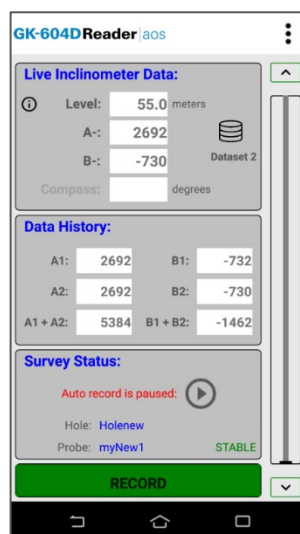 GK-604D Reader aos
Live Inclinometer Data:
Level: 55.0 meters
A-: 2692
B-: -730
Dataset 2
Compass: degrees
Data History:
A1: 2692 B1: -732
A2: 2692 B2: -730
A1 + A2: 5384 B1 + B2: -1462
Survey Status:
Auto record is paused:
Hole: Holenew
Probe: myNew1 STABLE
RECORD